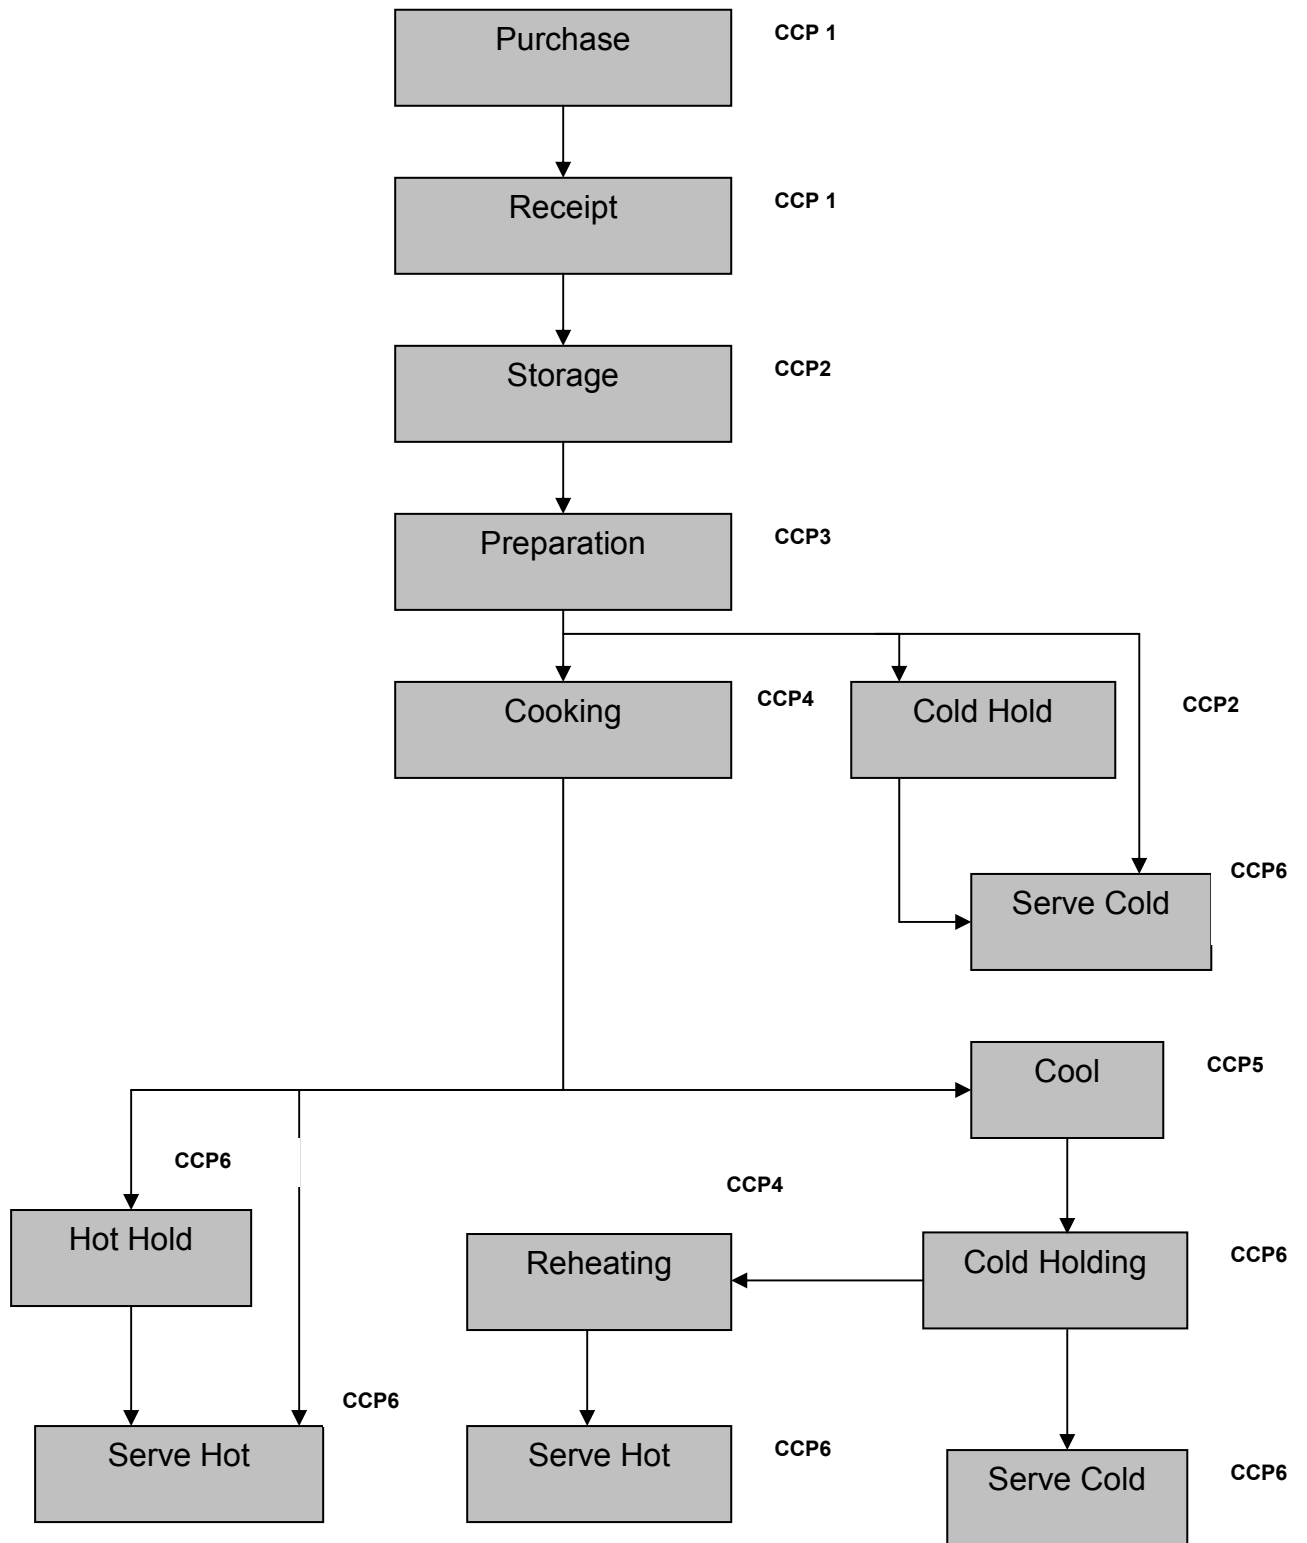 Purchase
CCP 1
Receipt
CCP 1
Storage
CCP2
Preparation
CCP3
Cooking
CCP4
Cold Hold
CCP2
Serve Cold
CCP6
Cool
CCP5
CCP6
Hot Hold
CCP4
Reheating
Cold Holding
CCP6
CCP6
Serve Hot
Serve Hot
CCP6
Serve Cold
CCP6